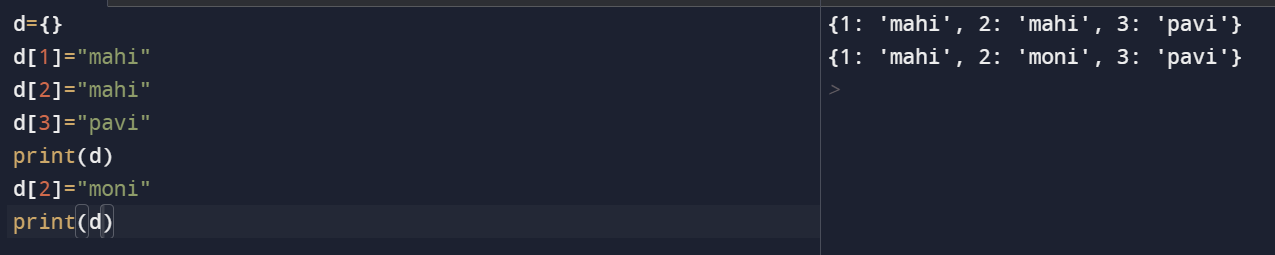 d={}
d[1]="mahi"
d[2]="mahi"
d[3]="pavi"
print(d)
d[2]="moni"
print(d)
{1: 'mahi', 2: 'mahi', 3: 'pavi'}
{1: 'mahi', 2: 'moni', 3: 'pavi'}
>